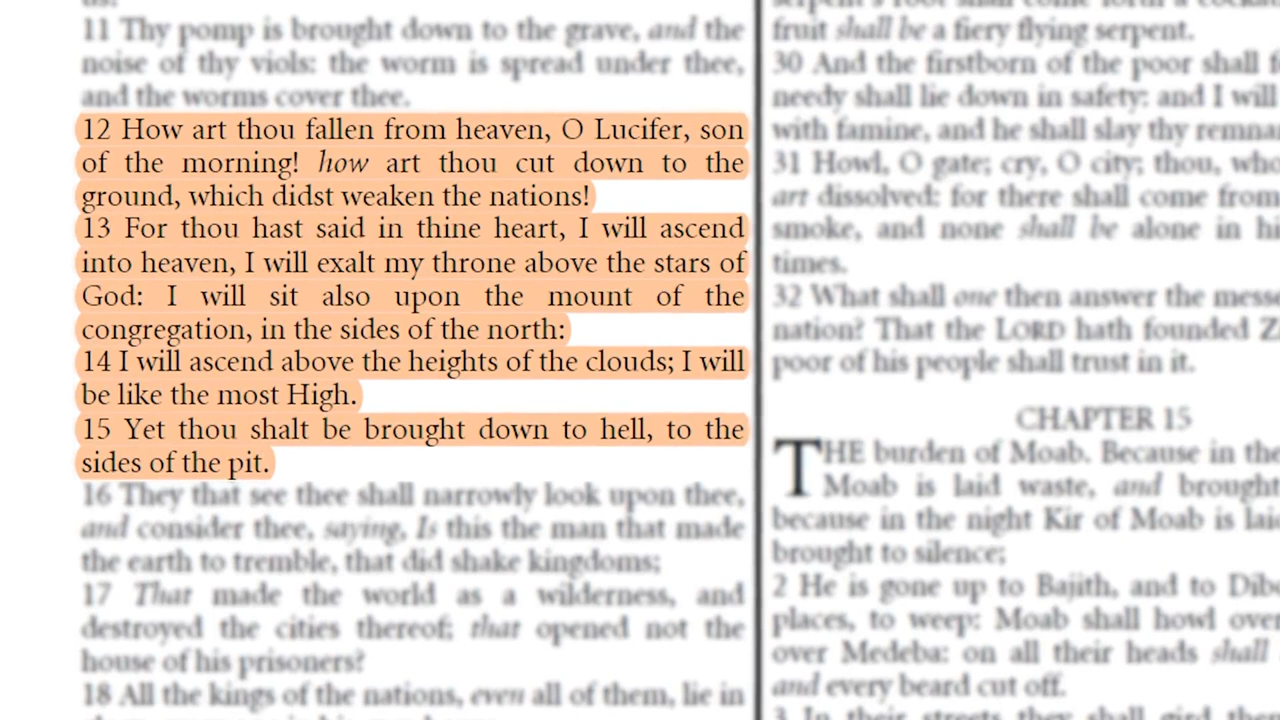 11 Thy pomp is brought down to the grave, and the
noise of thy viols: the worm is spread under thee,
and the worms cover thee.
12 How art thou fallen from heaven, O Lucifer, son
of the morning! how art thou cut down to the
ground, which didst weaken the nations!
13 For thou hast said in thine heart, I will ascend
into heaven, I will exalt my throne above the stars of
God: I will sit also upon the mount of the
congregation, in the sides of the north:
14 I will ascend above the heights of the clouds; I will
be like the most High.
15 Yet thou shalt be brought down to hell, to the
sides of the pit.
16 They that see thee shall narrowly look upon thee,
and consider thee, saying, Is this the man that made
the earth to tremble, that did shake kingdoms;
17 That made the world as a wilderness, and
destroyed the cities thereof; that opened not the
house of his prisoners?
18 All the kings of the nations, even all of them, lie in
fruit shall be a fiery flying serpent.
30 And the firstborn of the poor shall
needy shall lie down in safety: and I will
with famine, and he shall slay thy remna
31 Howl, O gate; cry, O city; thou, who
art dissolved: for there shall come from
smoke, and none shall be alone in hi
times.
32 What shall one then answer the messe
nation? That the LORD hath founded Z
poor of his people shall trust in it.
CHAPTER 15
THE burden of Moab. Because in the
Moab is laid waste, and brought
because in the night Kir of Moab is lai
brought to silence;
2 He is gone up to Bajith, and to Dib
places, to weep: Moab shall howl over
over Medeba: on all their heads shall
and every beard cut off.
3 In their streets they shall gird